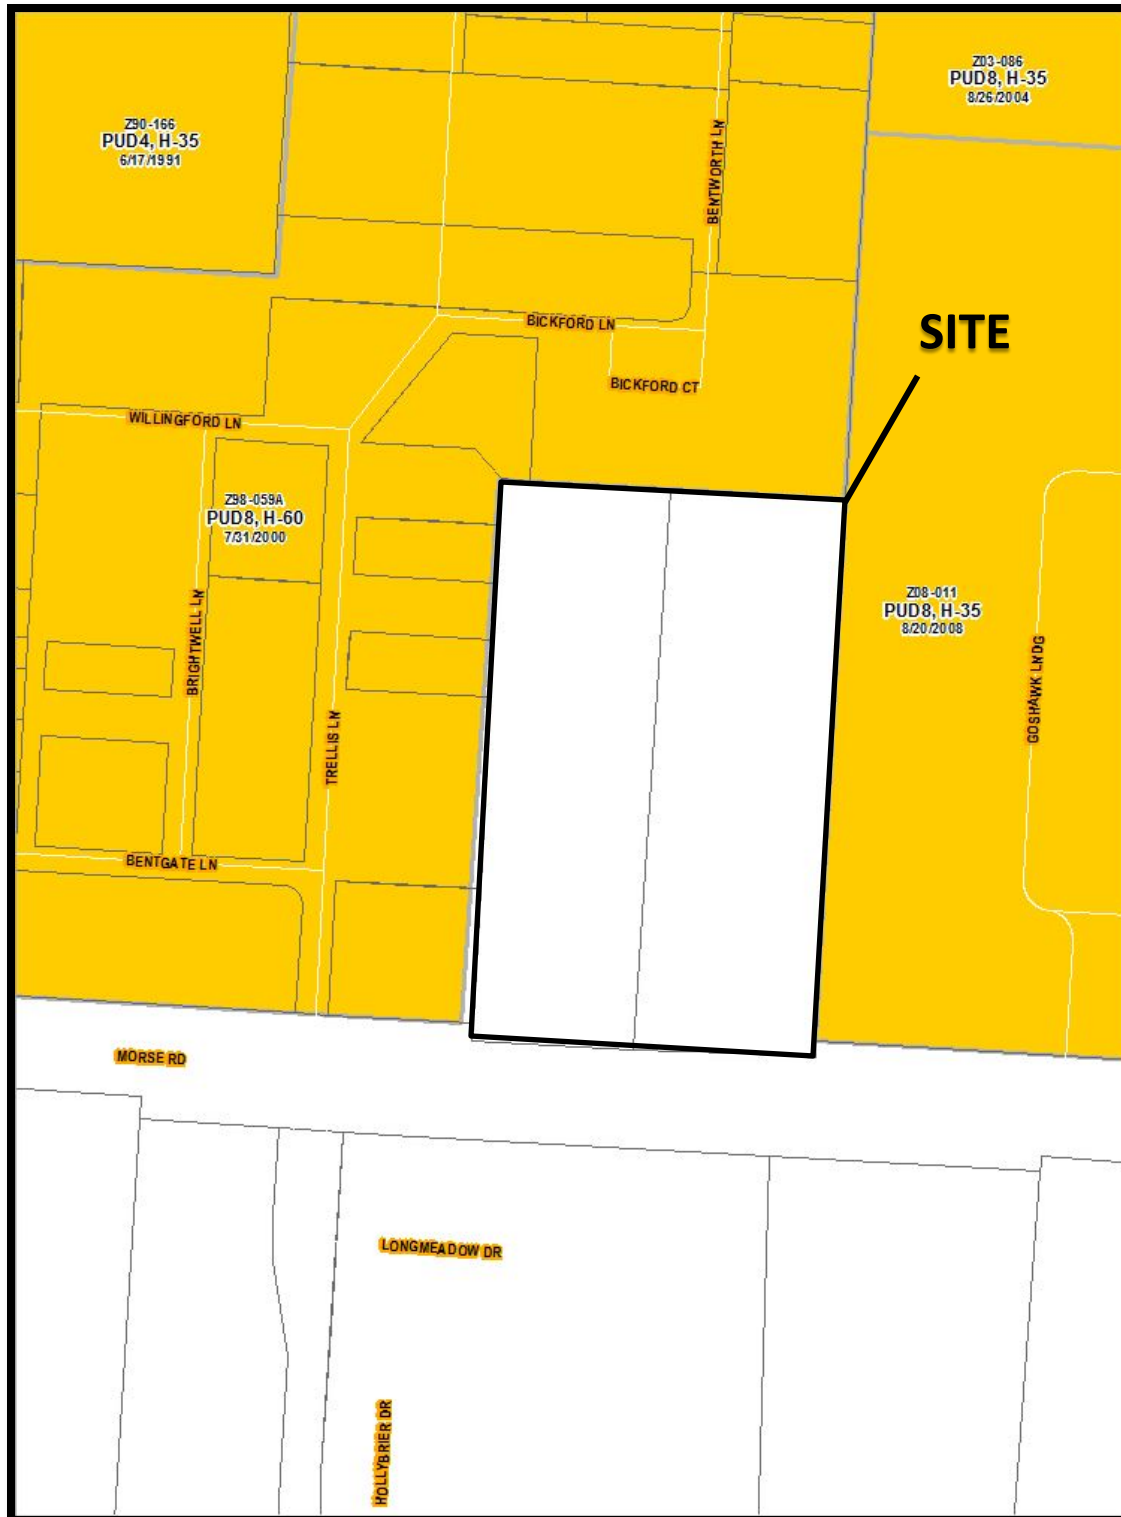 Z03-086
PUD8, H-35
8/26/2004
Z90-166
PUD4, H-35
6/17/1991
BENTWORTH LN
BICKFORD LN
SITE
BICKFORD CT
WILLINGFORD LN
Z98-059A
PUD8, H-60
7/31/2000
Z08-011
PUD8, H-35
8/20/2008
BRIGHTWELL LN
GOSHAWK LNDG
TRELLIS LN
BENTGATE LN
MORSE RD
LONGMEADOW DR
HOLLYBRIER DR